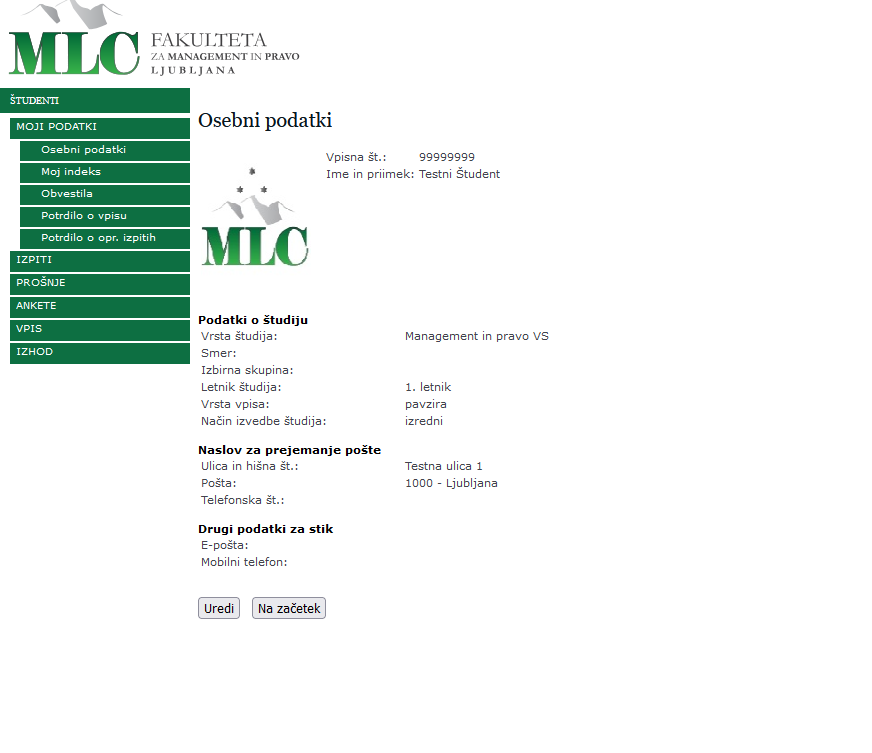 MLC FAKULTETA
ZA MANAGEMENT IN PRAVO
LJUBLJANA
ŠTUDENTI
MOJI PODATKI
Osebni podatki
Moj indeks
Obvestila
Potrdilo o vpisu
Potrdilo o opr. izpitih
IZPITI
PROŠNJE
ANKETE
VPIS
IZHOD
Osebni podatki
MLC
Vpisna št.: 99999999
Ime in priimek: Testni Študent
Podatki o študiju
Vrsta študija: Management in pravo VS
Smer:
Izbirna skupina:
Letnik študija: 1. letnik
Vrsta vpisa: pavzira
Način izvedbe študija: izredni
Naslov za prejemanje pošte
Ulica in hišna št.: Testna ulica 1
Pošta: 1000 - Ljubljana
Telefonska št.:
Drugi podatki za stik
E-pošta:
Mobilni telefon:
Uredi Na začetek